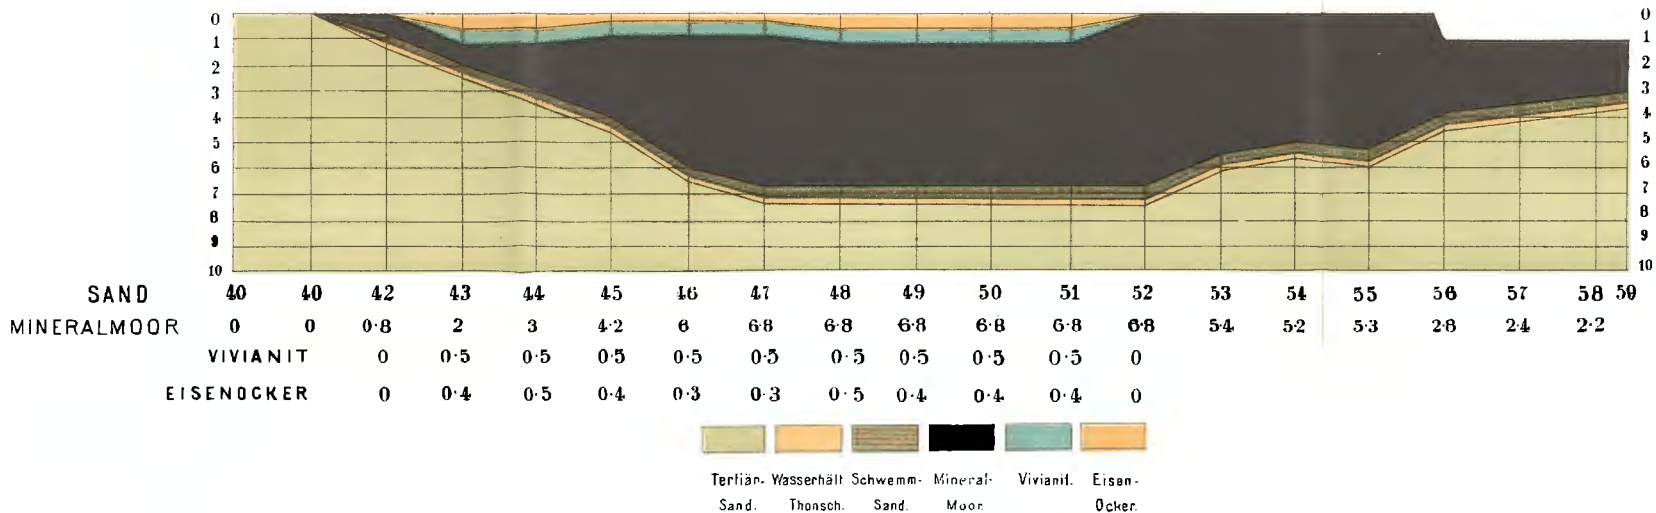 0 0
1 1
2 2
3 3
4 4
5 5
6 6
7 7
8 8
9 9
10 10
SAND 40 40 42 43 44 45 46 47 48 49 50 51 52 53 54 55 56 57 58 59
MINERALMOOR 0 0 0·8 2 3 4·2 6 6·8 6·8 6·8 6·8 6·8 6·8 5·4 5·2 5·3 2·8 2·4 2·2
VIVIANIT 0 0·5 0·5 0·5 0·5 0·5 0·5 0·5 0·5 0·5 0
EISENOCKER 0 0·4 0·5 0·4 0·3 0·3 0·5 0·4 0·4 0·4 0
Tertiär- Wasserhält Schwemm- Mineral- Vivianit. Eisen-
Sand. Thonsch. Sand. Moor. Ocker.